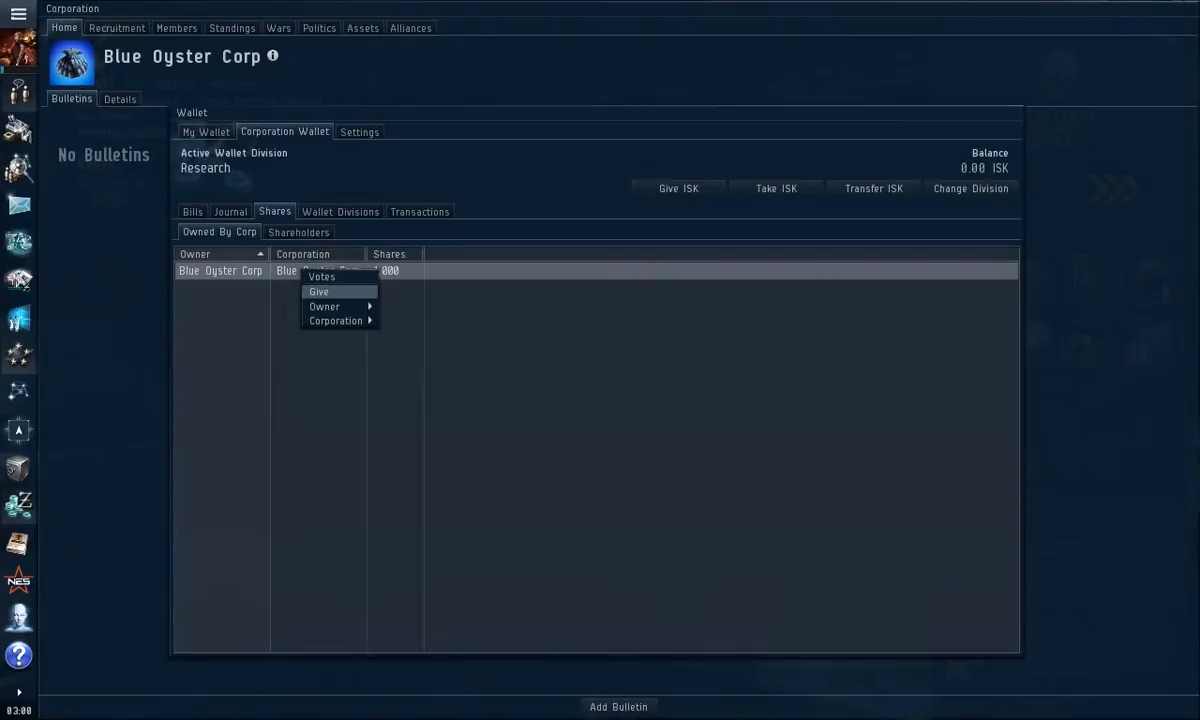 Corporation
Home Recruitment Members Standings Wars Politics Assets Alliances
Blue Oyster Corp
Bulletins Details
No Bulletins
Wallet
My Wallet Corporation Wallet Settings
Active Wallet Division
Research
Balance
0.00 ISK
Give ISK Take ISK Transfer ISK Change Division
Bills Journal Shares Wallet Divisions Transactions
Owned By Corp Shareholders
Owner Corporation Shares
Blue Oyster Corp Blue
Votes
Give
Owner
Corporation
Add Bulletin
NES
?
03:00